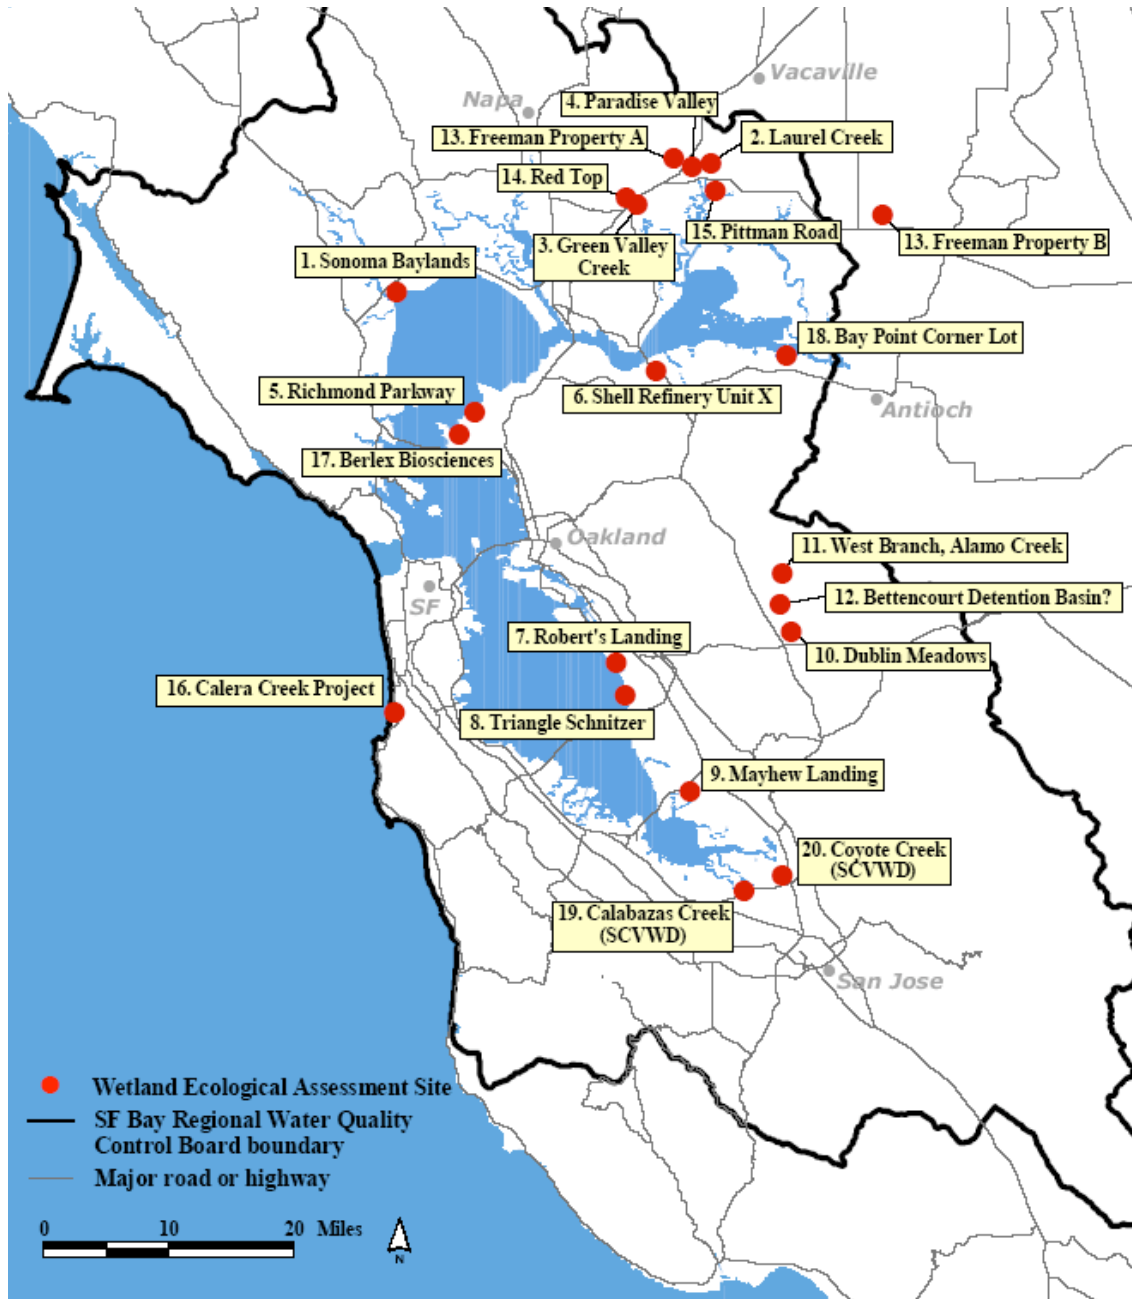 Vacaville
Napa
4. Paradise Valley
13. Freeman Property A
2. Laurel Creek
14. Red Top
15. Pittman Road
13. Freeman Property B
3. Green Valley
Creek
1. Sonoma Baylands
18. Bay Point Corner Lot
5. Richmond Parkway
6. Shell Refinery Unit X
Antioch
17. Berlex Biosciences
Oakland
11. West Branch, Alamo Creek
SF
12. Bettencourt Detention Basin?
7. Robert's Landing
10. Dublin Meadows
16. Calera Creek Project
8. Triangle Schnitzer
9. Mayhew Landing
20. Coyote Creek
(SCVWD)
19. Calabazas Creek
(SCVWD)
San Jose
Wetland Ecological Assessment Site
SF Bay Regional Water Quality
Control Board boundary
Major road or highway
0 10 20 Miles
N